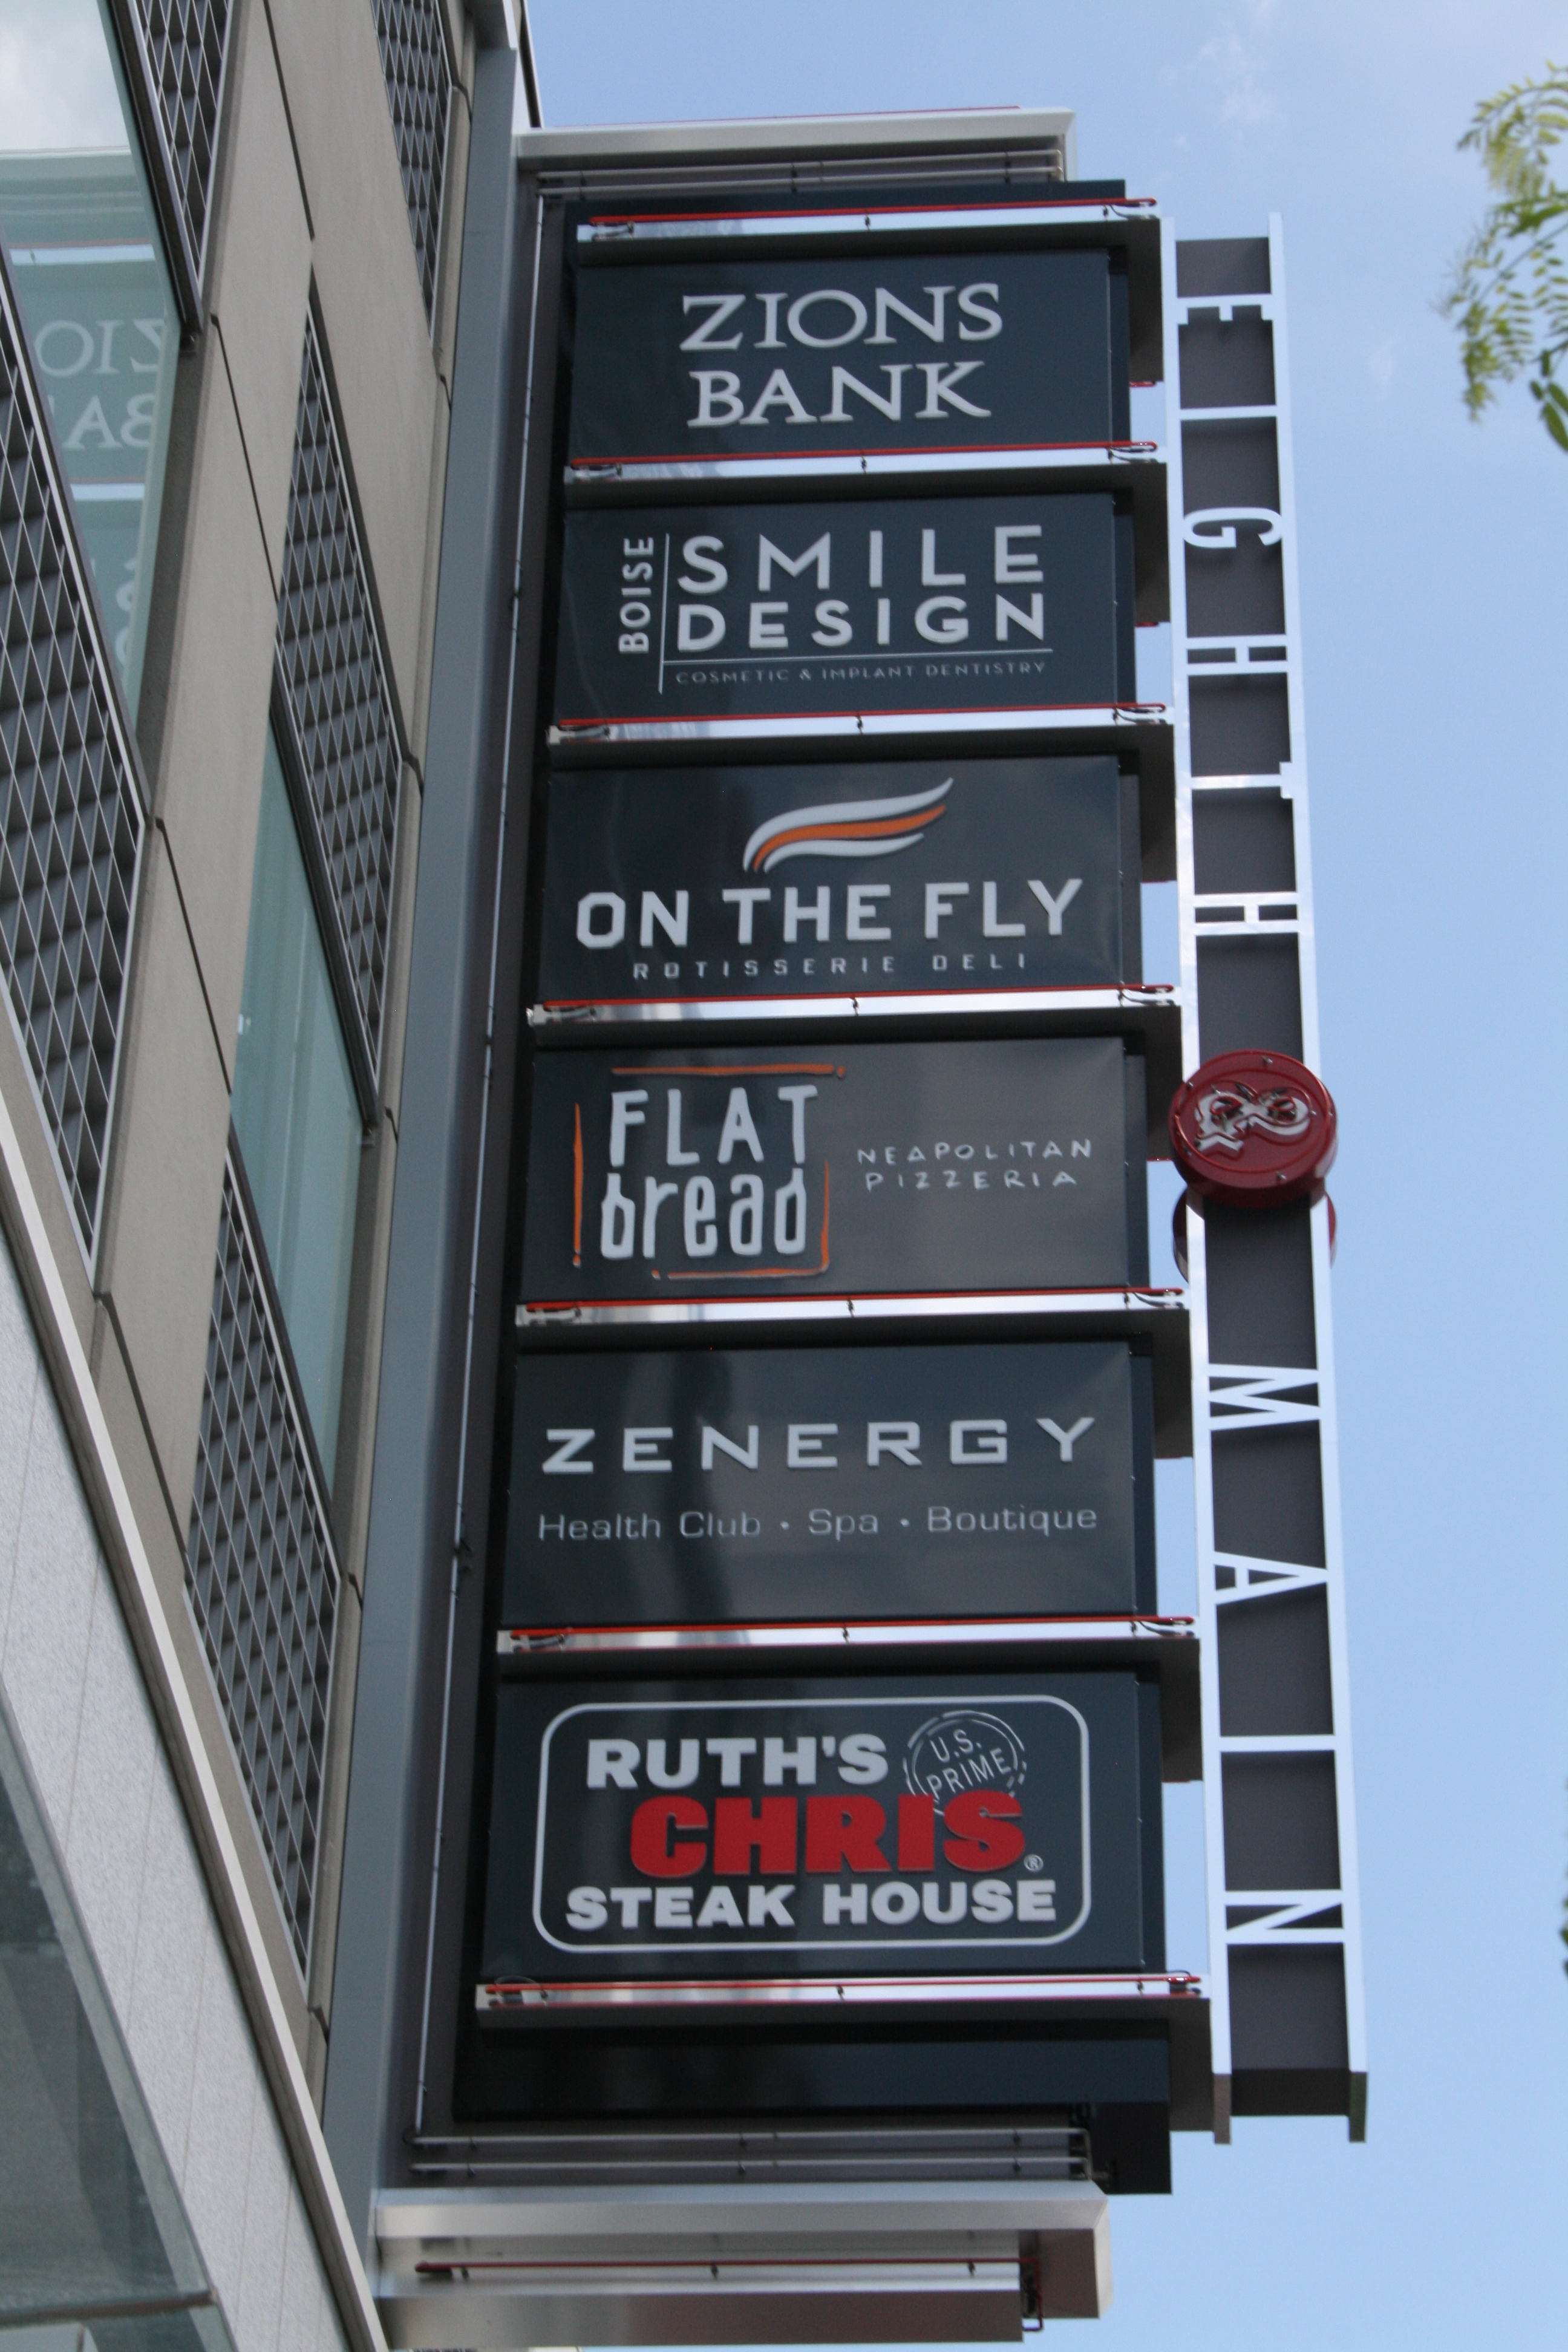 ZIONS
BANK
BOISE
SMILE
DESIGN
COSMETIC & IMPLANT DENTISTRY
ON THE FLY
ROTISSERIE DELI
FLAT
bread
NEAPOLITAN
PIZZERIA
ZENERGY
Health Club • Spa • Boutique
RUTH'S
U.S.
PRIME
CHRIS®
STEAK HOUSE
EIGHTH & MAIN